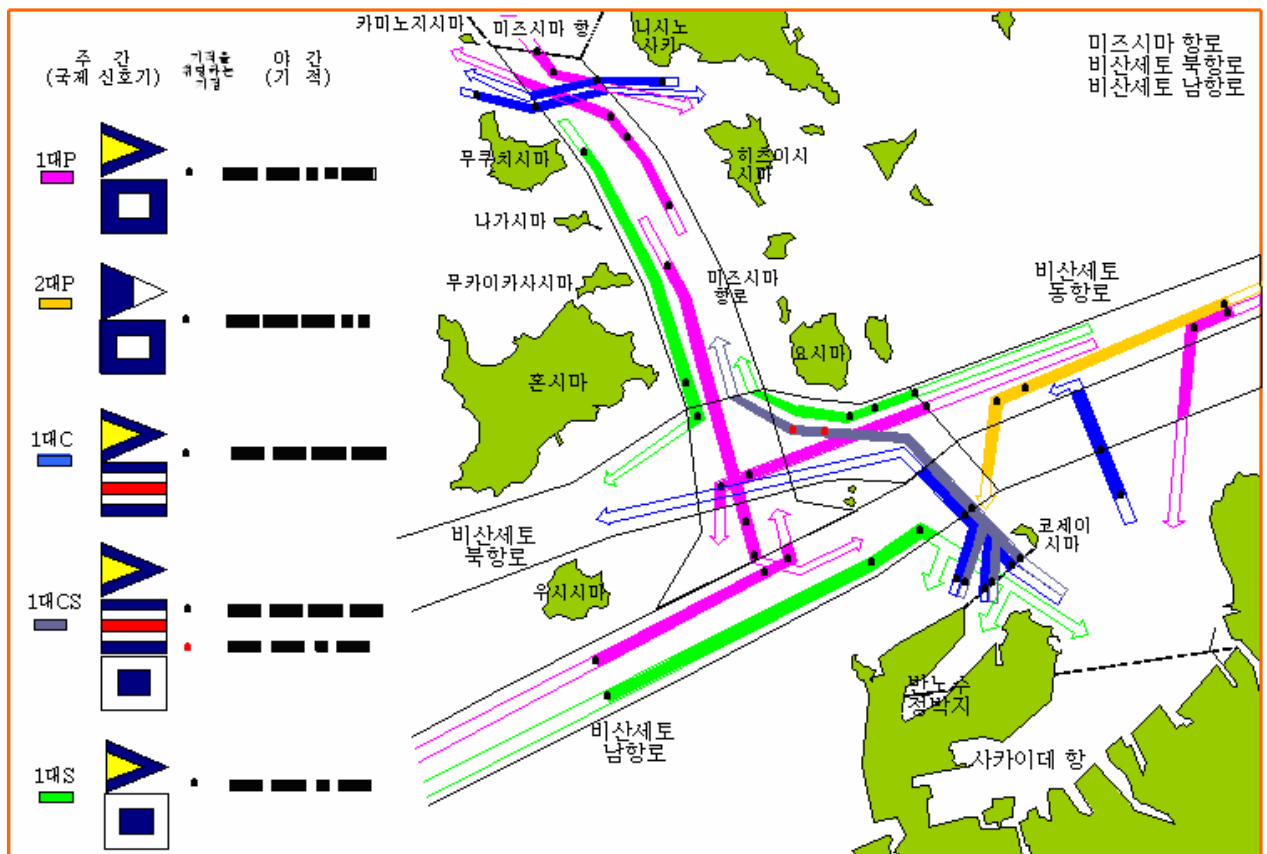 주 간
(국제 신호기)
기적을
기점
야 간
(기 적)
1대P
2대P
1대C
1대CS
1대S
카미노지시마
미즈시마 항
니시노
사키
미즈시마 항로
비산세토 북항로
비산세토 남항로
무쿠치시마
히츠이시
시마
나가시마
무카이카사시마
미즈시마
항로
비산세토
동항로
혼시마
요시마
비산세토
북항로
우시시마
코세이
시마
비산세토
남항로
반노수
정박지
사카이데 항